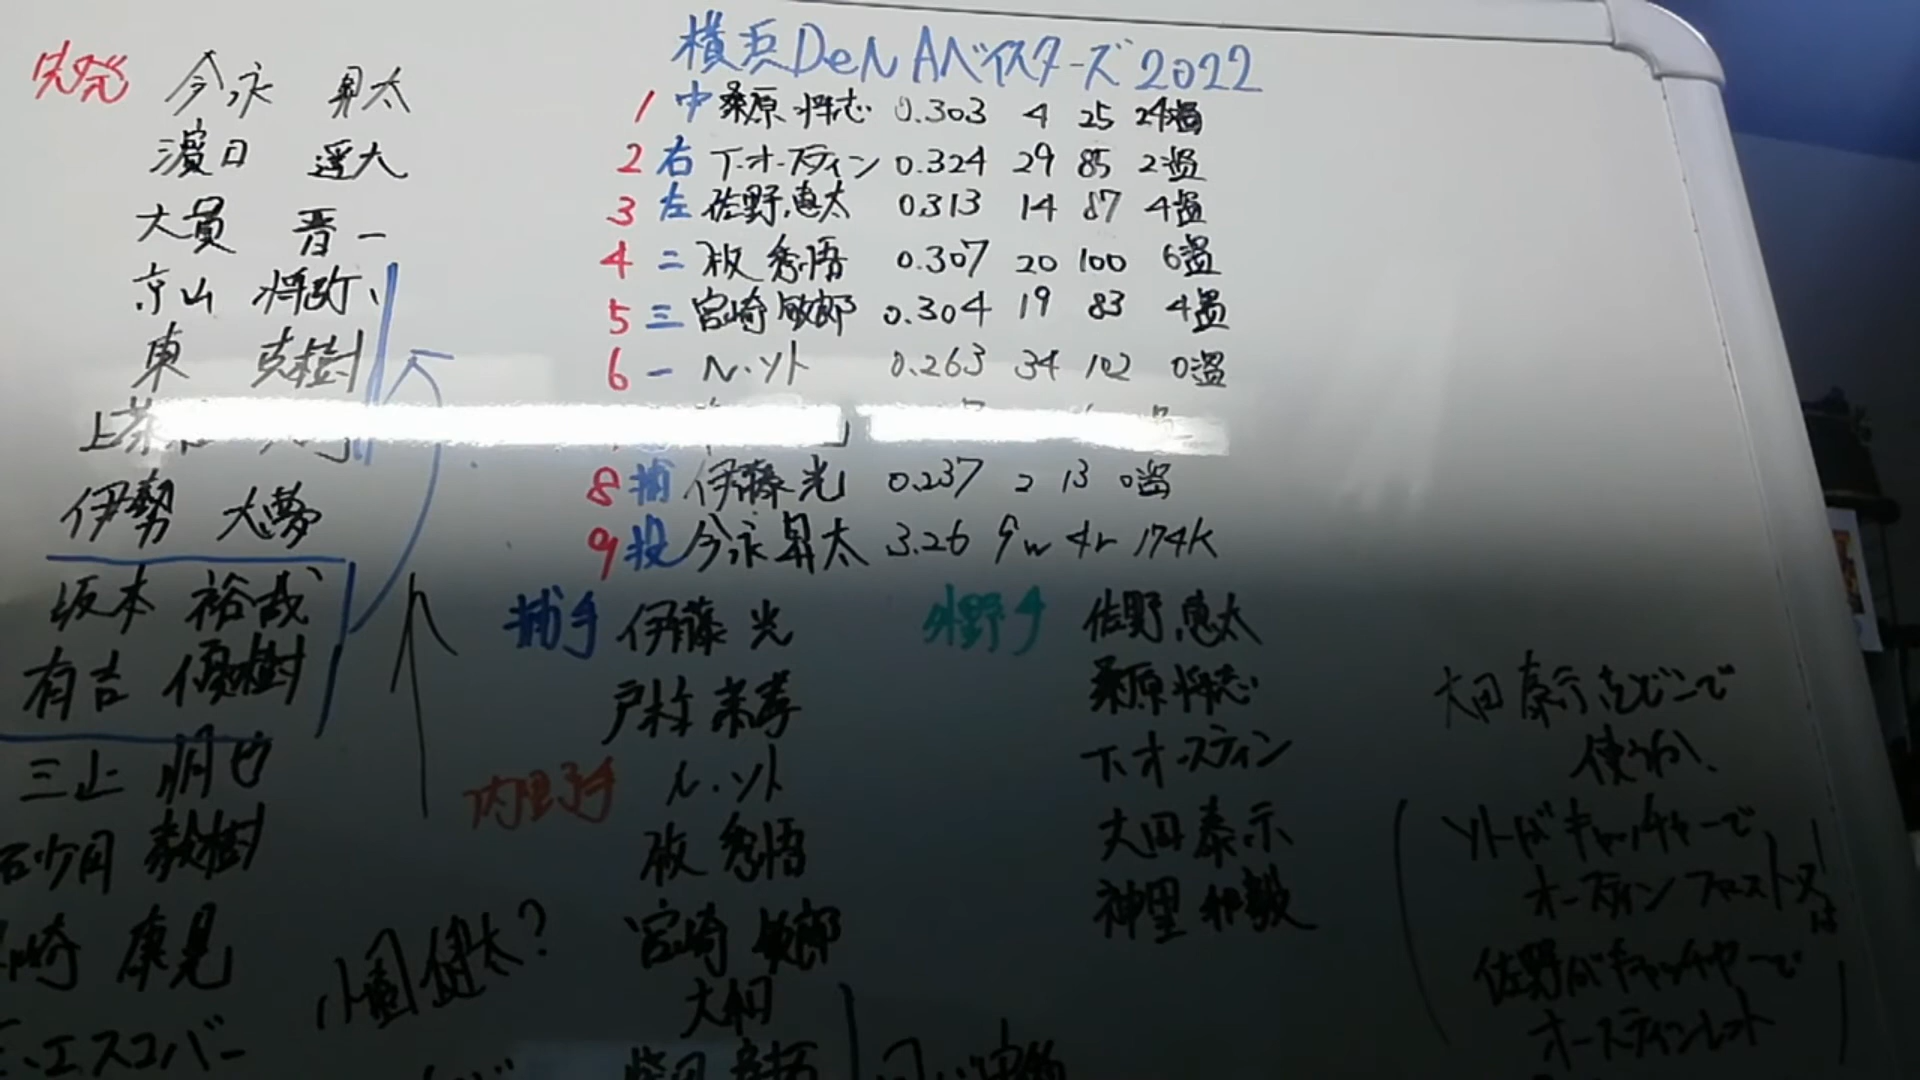 横浜DeNAベイスターズ2022
先発 今永 昇太
濵口 遥大
大貫 晋一
京山 将弥
東 克樹
上茶
伊勢 大夢
坂本 裕哉
有吉 優樹
三上 朋也
砂田 毅樹
崎 康晃
エスコバー
小園 健太?
1 中 桑原 将志 0.303 4 25 24盗
2 右 T.オースティン 0.324 29 85 2盗
3 左 佐野 恵太 0.313 14 87 4盗
4 二 牧 秀悟 0.307 20 100 6盗
5 三 宮崎 敏郎 0.304 19 83 4盗
6 一 N.ソト 0.263 34 102 0盗
8 捕 伊藤 光 0.237 2 13 0盗
9 投 今永 昇太 3.26 9w 4r 174K
捕手 伊藤 光
戸柱 恭孝
内野手 N.ソト
牧 秀悟
宮崎 敏郎
大和
外野手 佐野 恵太
桑原 将志
T.オースティン
大田 泰示
神里 和毅
大田 泰示をどこで
使うか、
ソトがキャッチャーで
オースティン ファースト 又は
佐野がキャッチャーで
オースティンレフト